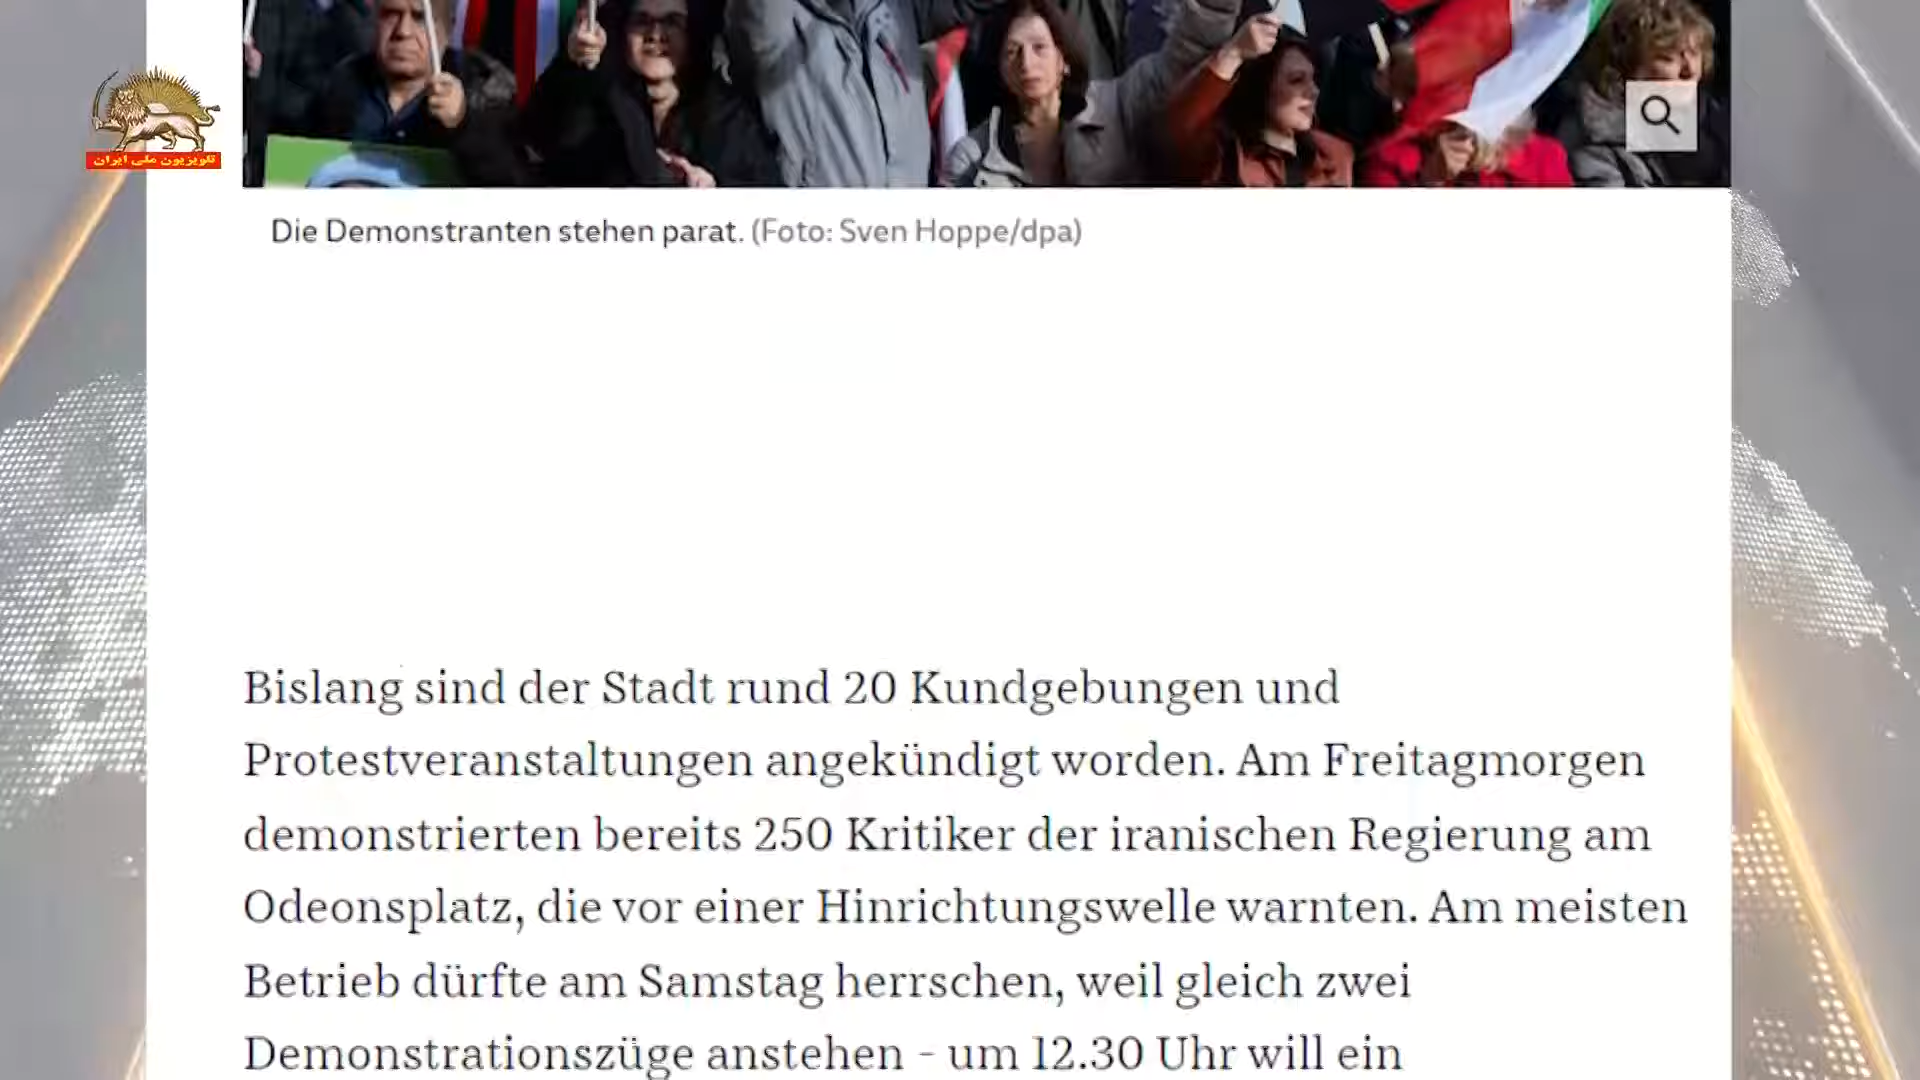 تلویزیون ملی ایران
Die Demonstranten stehen parat. (Foto: Sven Hoppe/dpa)
Bislang sind der Stadt rund 20 Kundgebungen und
Protestveranstaltungen angekündigt worden. Am Freitagmorgen
demonstrierten bereits 250 Kritiker der iranischen Regierung am
Odeonsplatz, die vor einer Hinrichtungswelle warnten. Am meisten
Betrieb dürfte am Samstag herrschen, weil gleich zwei
Demonstrationszüge anstehen - um 12.30 Uhr will ein